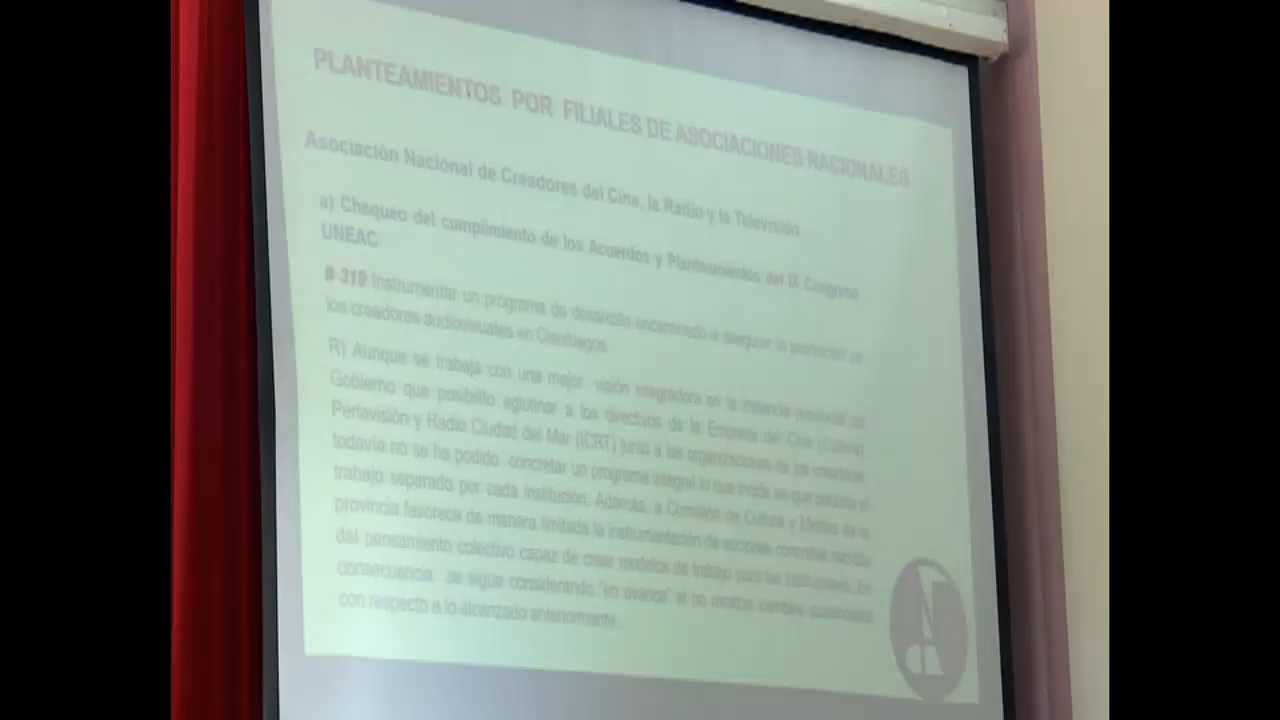 PLANTEAMIENTOS POR FILIALES DE ASOCIACIONES NACIONALES
Asociación Nacional de Creadores del Cine, la Radio y la Televisión
a) Chequeo del cumplimiento de los Acuerdos y Planteamientos del IX Congreso
UNEAC
# 319 Instrumentar un programa de desarrollo encaminado a asegurar la promoción de
los creadores audiovisuales en Cienfuegos.
R) Aunque se trabaja con una mejor visión integradora en la instancia provincial del
Gobierno que posibilitó aglutinar a los directivos de la Empresa del Cine (Cultura)
Perlavisión y Radio Ciudad del Mar (ICRT) junto a las organizaciones de los creadores
todavía no se ha podido concretar un programa integral lo que incide en que persista el
trabajo separado por cada institución. Además, a Comisión de Cultura y Medios de la
provincia favorece de manera limitada la instrumentación de acciones concretas
del pensamiento colectivo capaz de crear modelos de trabajo para las instituciones. En
consecuencia se sigue considerando "en avance" al no mostrar cambios sustanciales
con respecto a lo alcanzado anteriormente.